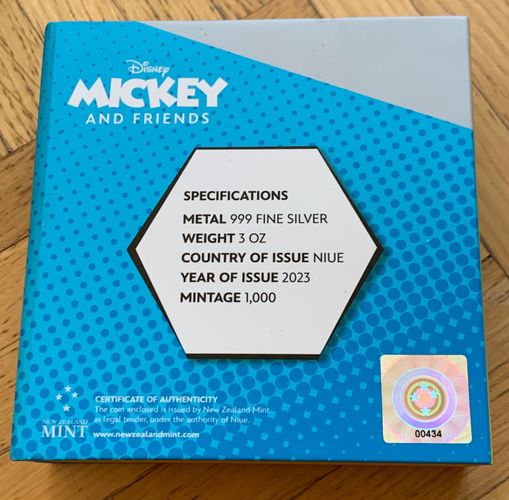 Disney
MICKEY
AND FRIENDS
SPECIFICATIONS
METAL 999 FINE SILVER
WEIGHT 3 OZ
COUNTRY OF ISSUE NIUE
YEAR OF ISSUE 2023
MINTAGE 1,000
CERTIFICATE OF AUTHENTICITY
The coin enclosed is issued by New Zealand Mint
as legal tender, under the authority of Niue.
www.newzealandmint.com
NEW ZEALAND
MINT
00434